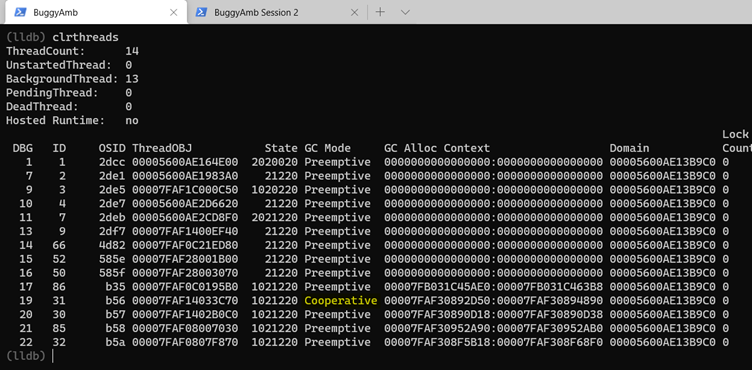 BuggyAmb × BuggyAmb Session 2 × +
(lldb) clrthreads
ThreadCount: 14
UnstartedThread: 0
BackgroundThread: 13
PendingThread: 0
DeadThread: 0
Hosted Runtime: no
Lock
DBG ID OSID ThreadOBJ State GC Mode GC Alloc Context Domain Count
1 1 2dcc 00005600AE164E00 2020020 Preemptive 0000000000000000:0000000000000000 00005600AE13B9C0 0
7 2 2de1 00005600AE1983A0 21220 Preemptive 0000000000000000:0000000000000000 00005600AE13B9C0 0
9 3 2de5 00007FAF1C000C50 1020220 Preemptive 0000000000000000:0000000000000000 00005600AE13B9C0 0
10 4 2de7 00005600AE2D6620 21220 Preemptive 0000000000000000:0000000000000000 00005600AE13B9C0 0
11 7 2deb 00005600AE2CD8F0 2021220 Preemptive 0000000000000000:0000000000000000 00005600AE13B9C0 0
13 9 2df7 00007FAF1400EF40 21220 Preemptive 0000000000000000:0000000000000000 00005600AE13B9C0 0
14 66 4d82 00007FAF0C21ED80 21220 Preemptive 0000000000000000:0000000000000000 00005600AE13B9C0 0
15 52 585e 00007FAF28001B00 21220 Preemptive 0000000000000000:0000000000000000 00005600AE13B9C0 0
16 50 585f 00007FAF28003070 21220 Preemptive 0000000000000000:0000000000000000 00005600AE13B9C0 0
17 86 b35 00007FAF0C0195B0 1021220 Preemptive 00007FB031C45AE0:00007FB031C463B8 00005600AE13B9C0 0
19 31 b56 00007FAF14033C70 1021220 Cooperative 00007FAF30892D50:00007FAF30894890 00005600AE13B9C0 0
20 30 b57 00007FAF1402B0C0 1021220 Preemptive 00007FAF30890D18:00007FAF30890D38 00005600AE13B9C0 0
21 85 b58 00007FAF08007030 1021220 Preemptive 00007FAF30952A90:00007FAF30952AB0 00005600AE13B9C0 0
22 32 b5a 00007FAF0807F870 1021220 Preemptive 00007FAF308F5B18:00007FAF308F68F0 00005600AE13B9C0 0
(lldb)